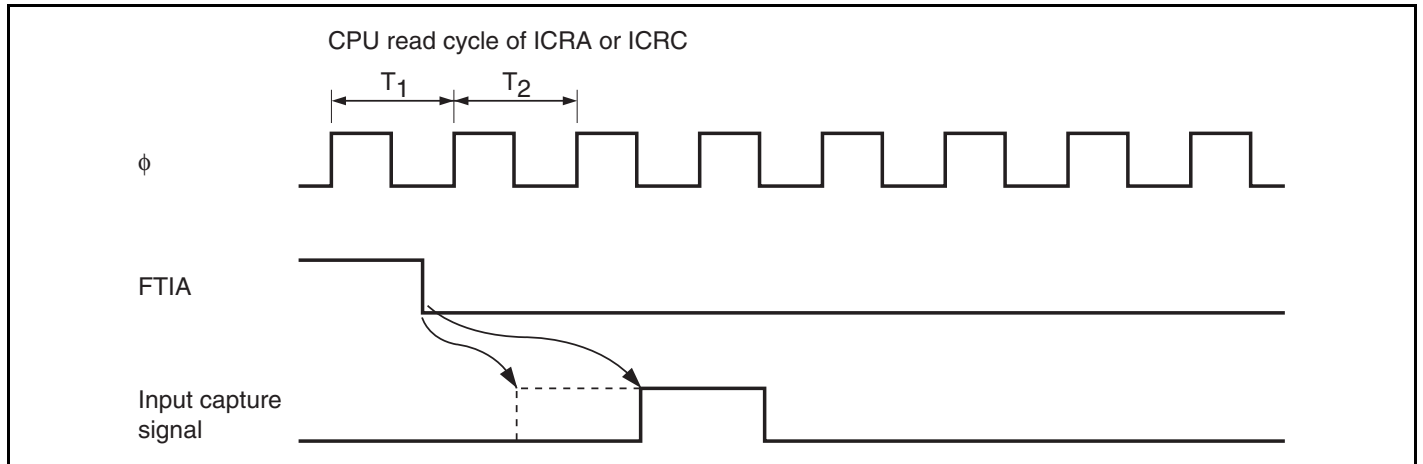 CPU read cycle of ICRA or ICRC
T1 T2
ϕ
FTIA
Input capture
signal